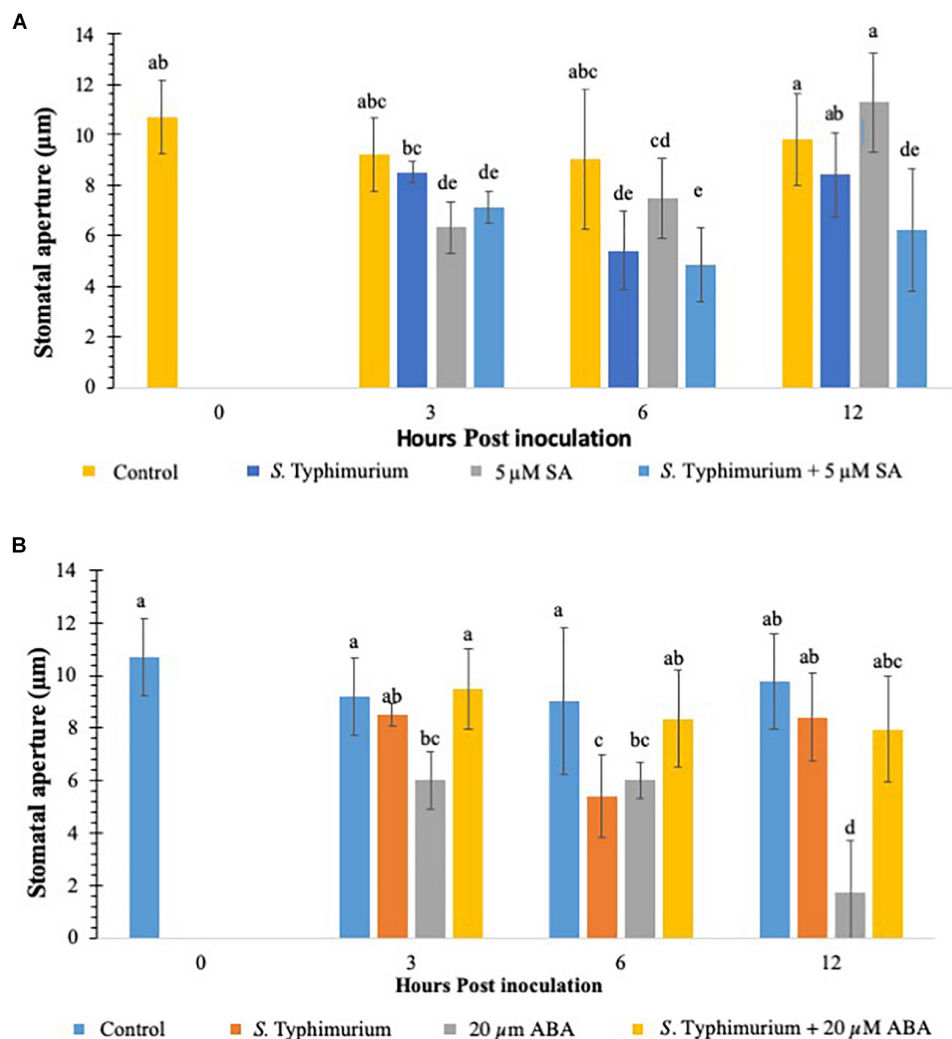 A
Stomatal aperture (µm)
14
12
10
8
6
4
2
0
ab
abc
bc
de
de
abc
de
cd
e
a
ab
a
de
0 3 6 12
Hours Post inoculation
Control S. Typhimurium 5 µM SA S. Typhimurium + 5 µM SA
B
Stomatal aperture (µm)
14
12
10
8
6
4
2
0
a
a
ab
bc
a
a
c
bc
ab
ab
ab
d
abc
0 3 6 12
Hours Post inoculation
Control S. Typhimurium 20 µm ABA S. Typhimurium + 20 µM ABA